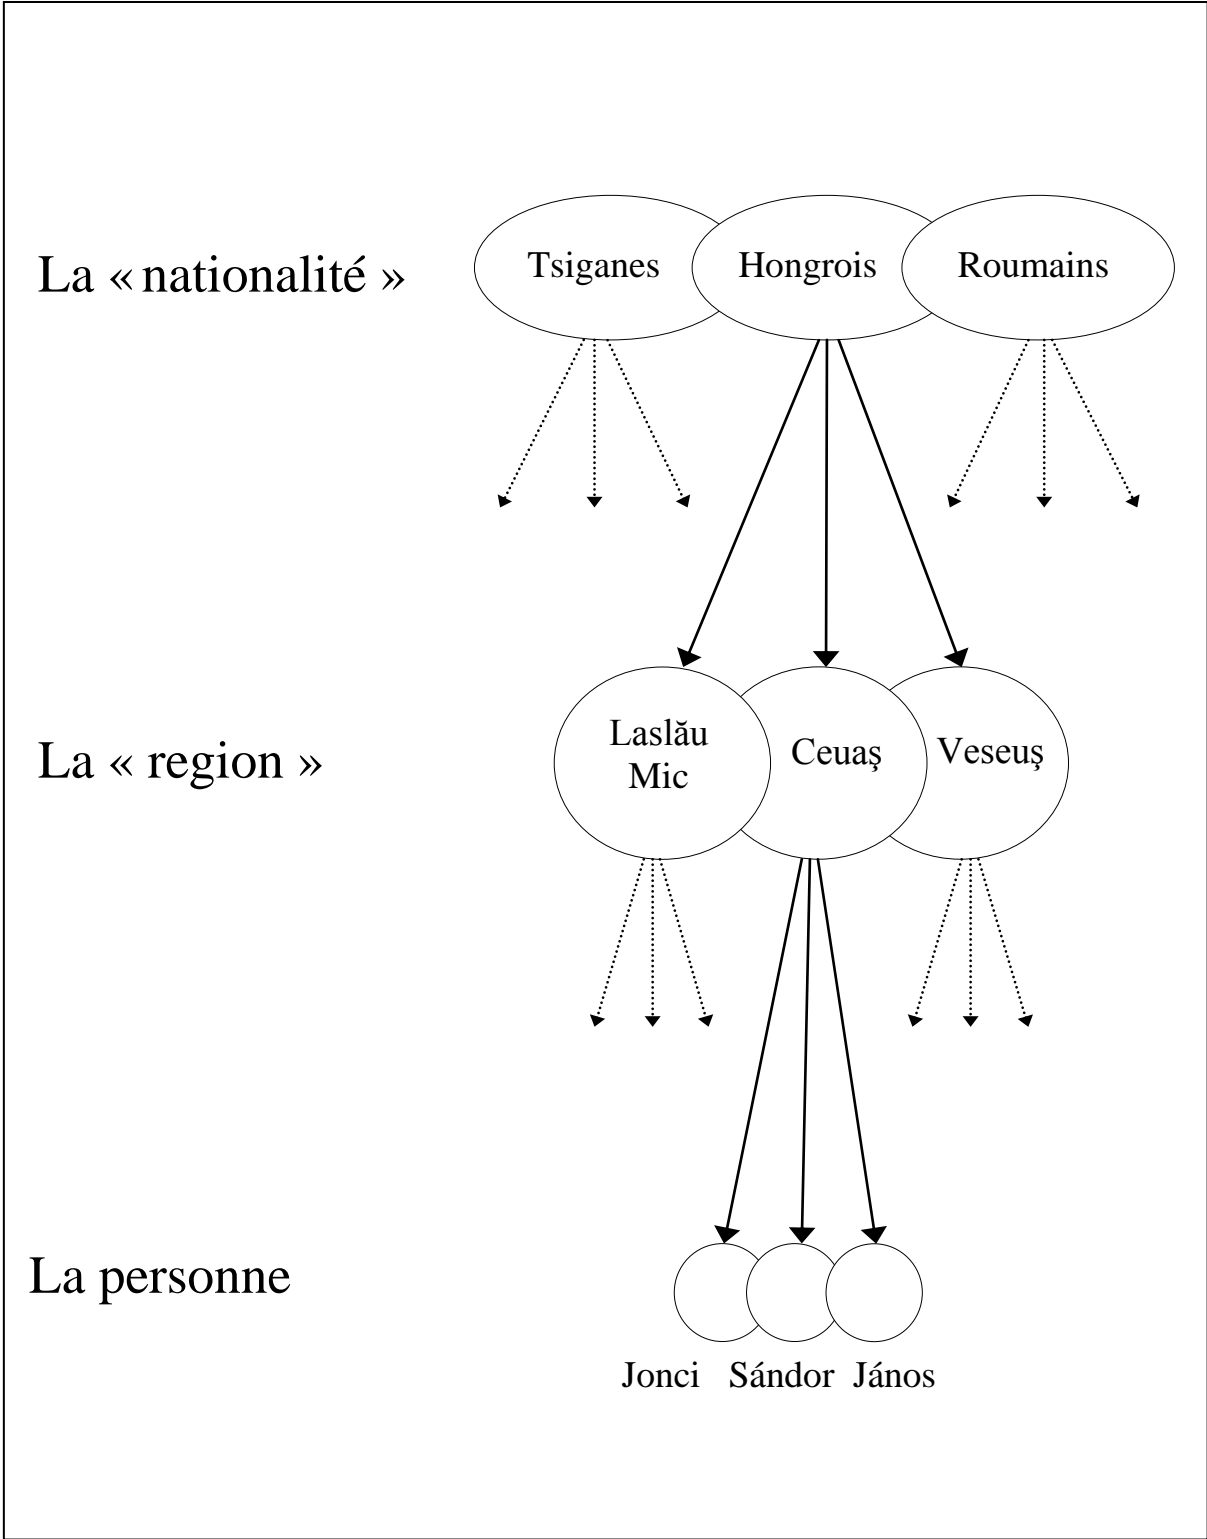 La « nationalité »
Tsiganes Hongrois Roumains
La « region »
Laslău
Mic
Ceuaş
Veseuş
La personne
Jonci Sándor János